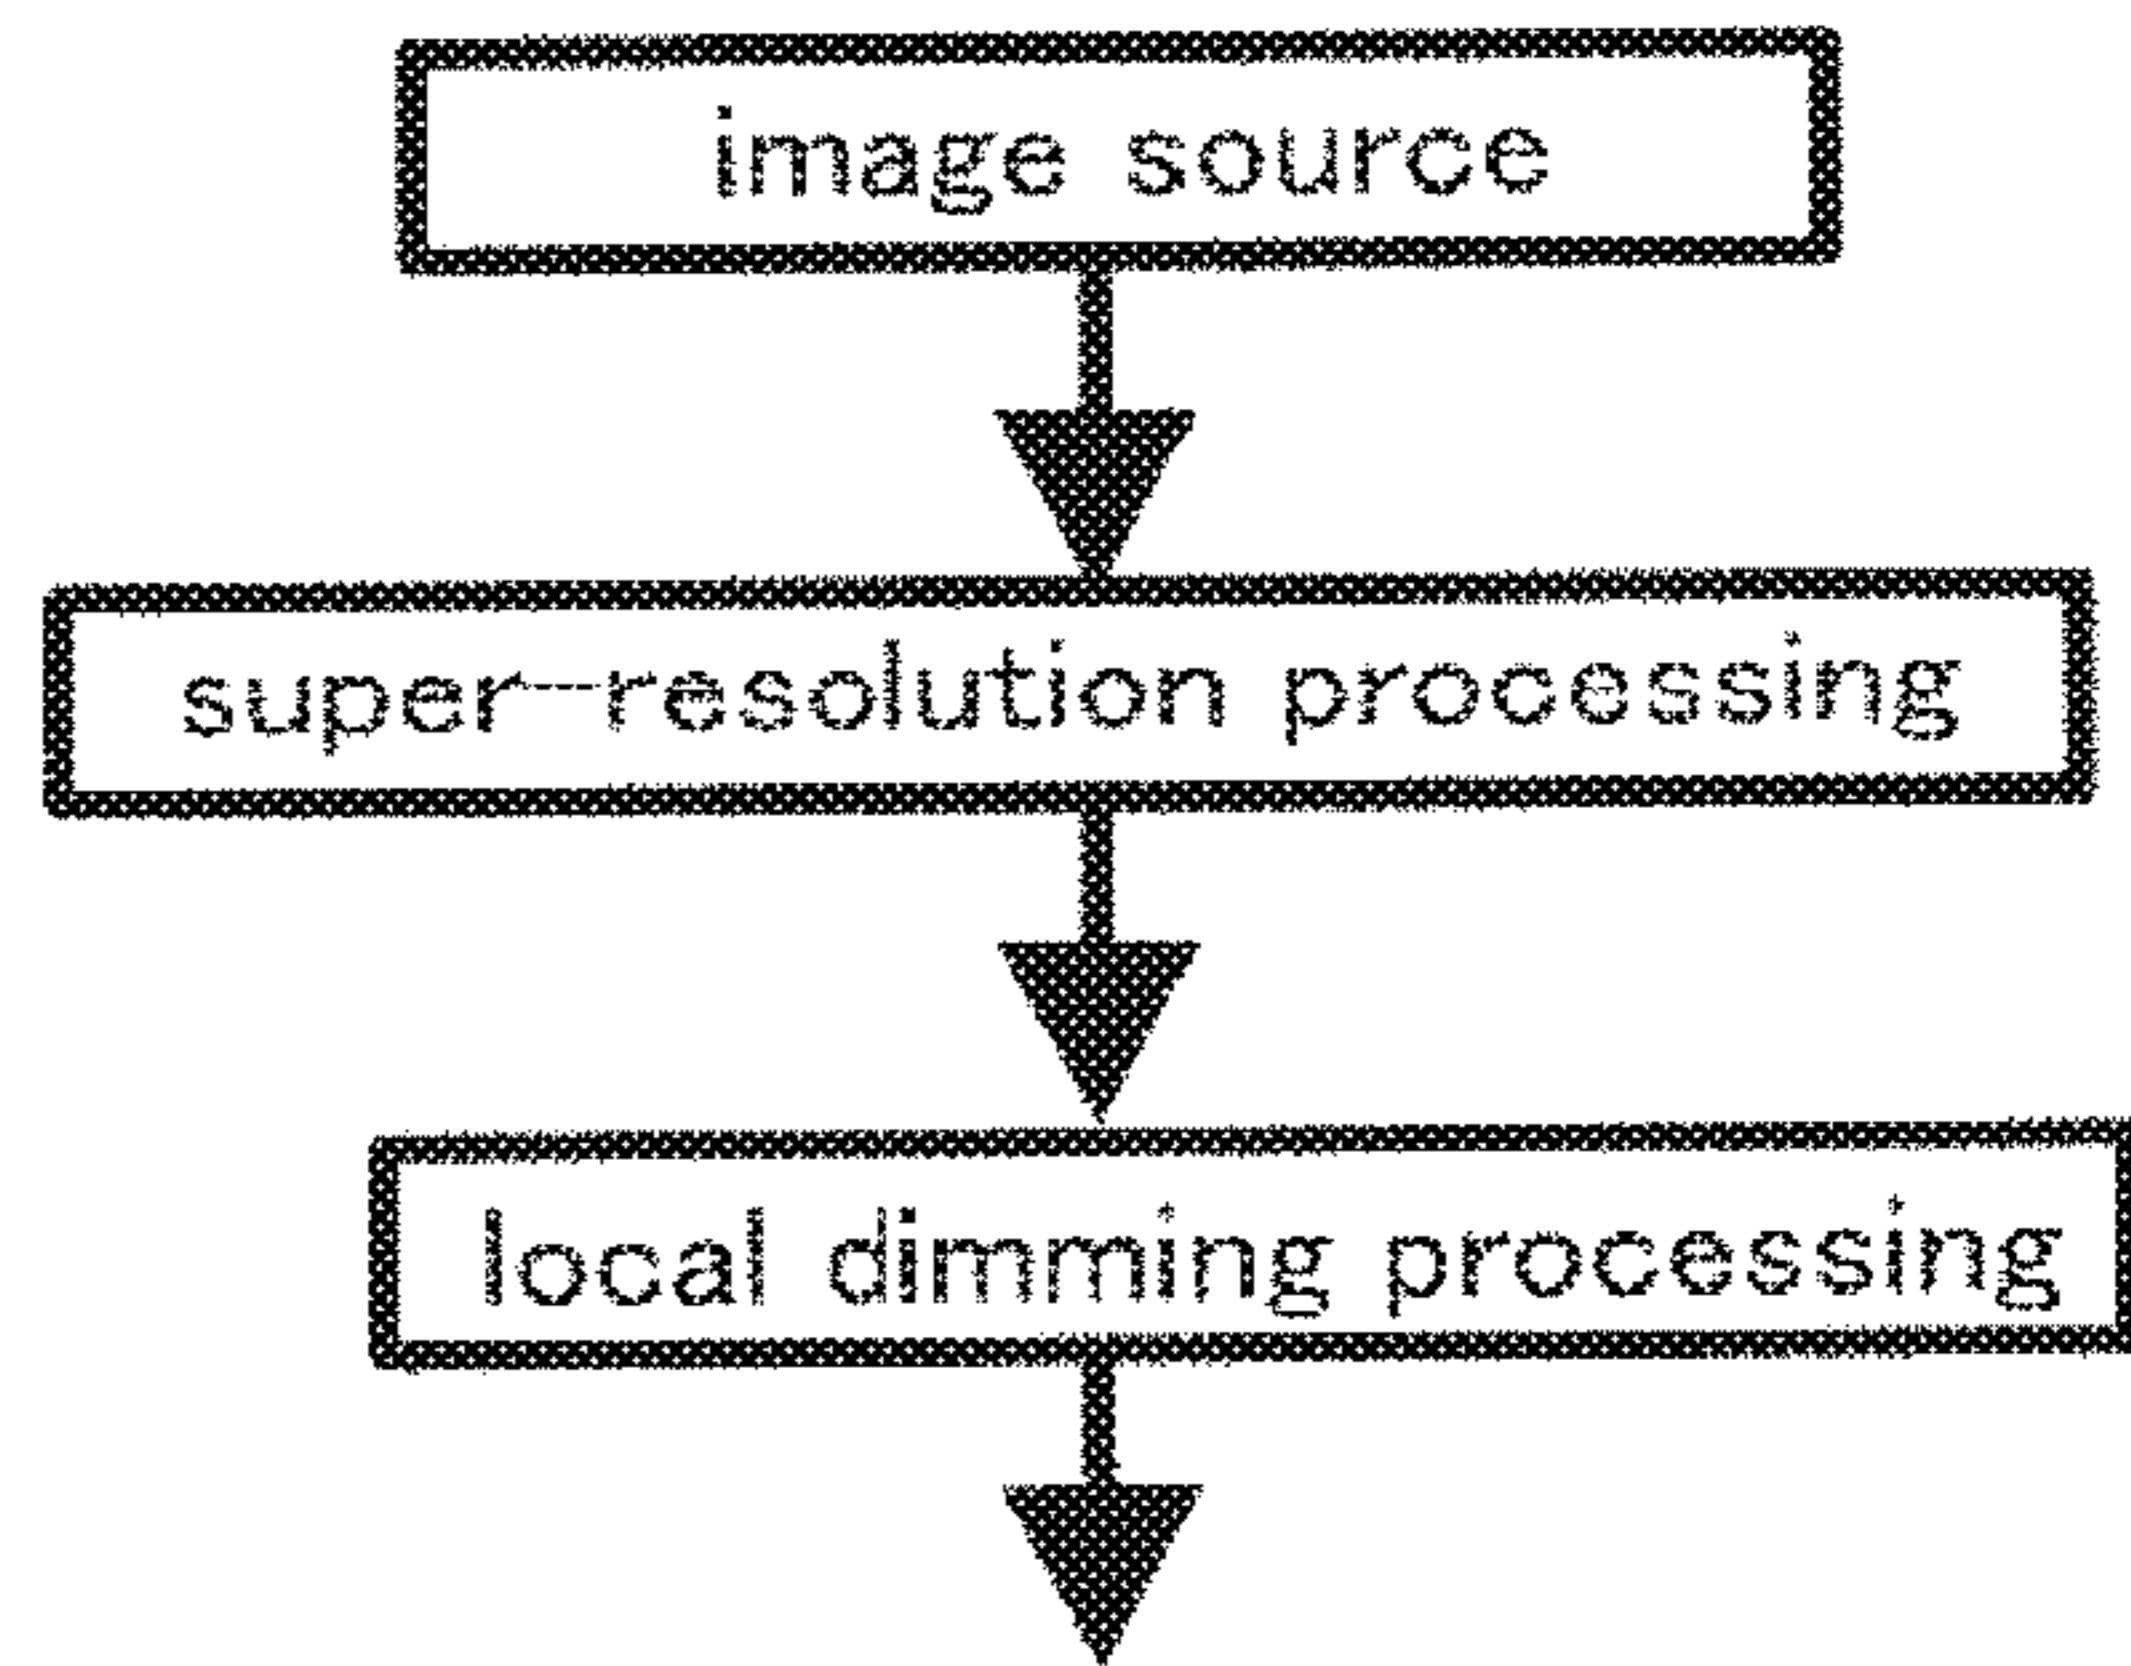 image source
super-resolution processing
local dimming processing